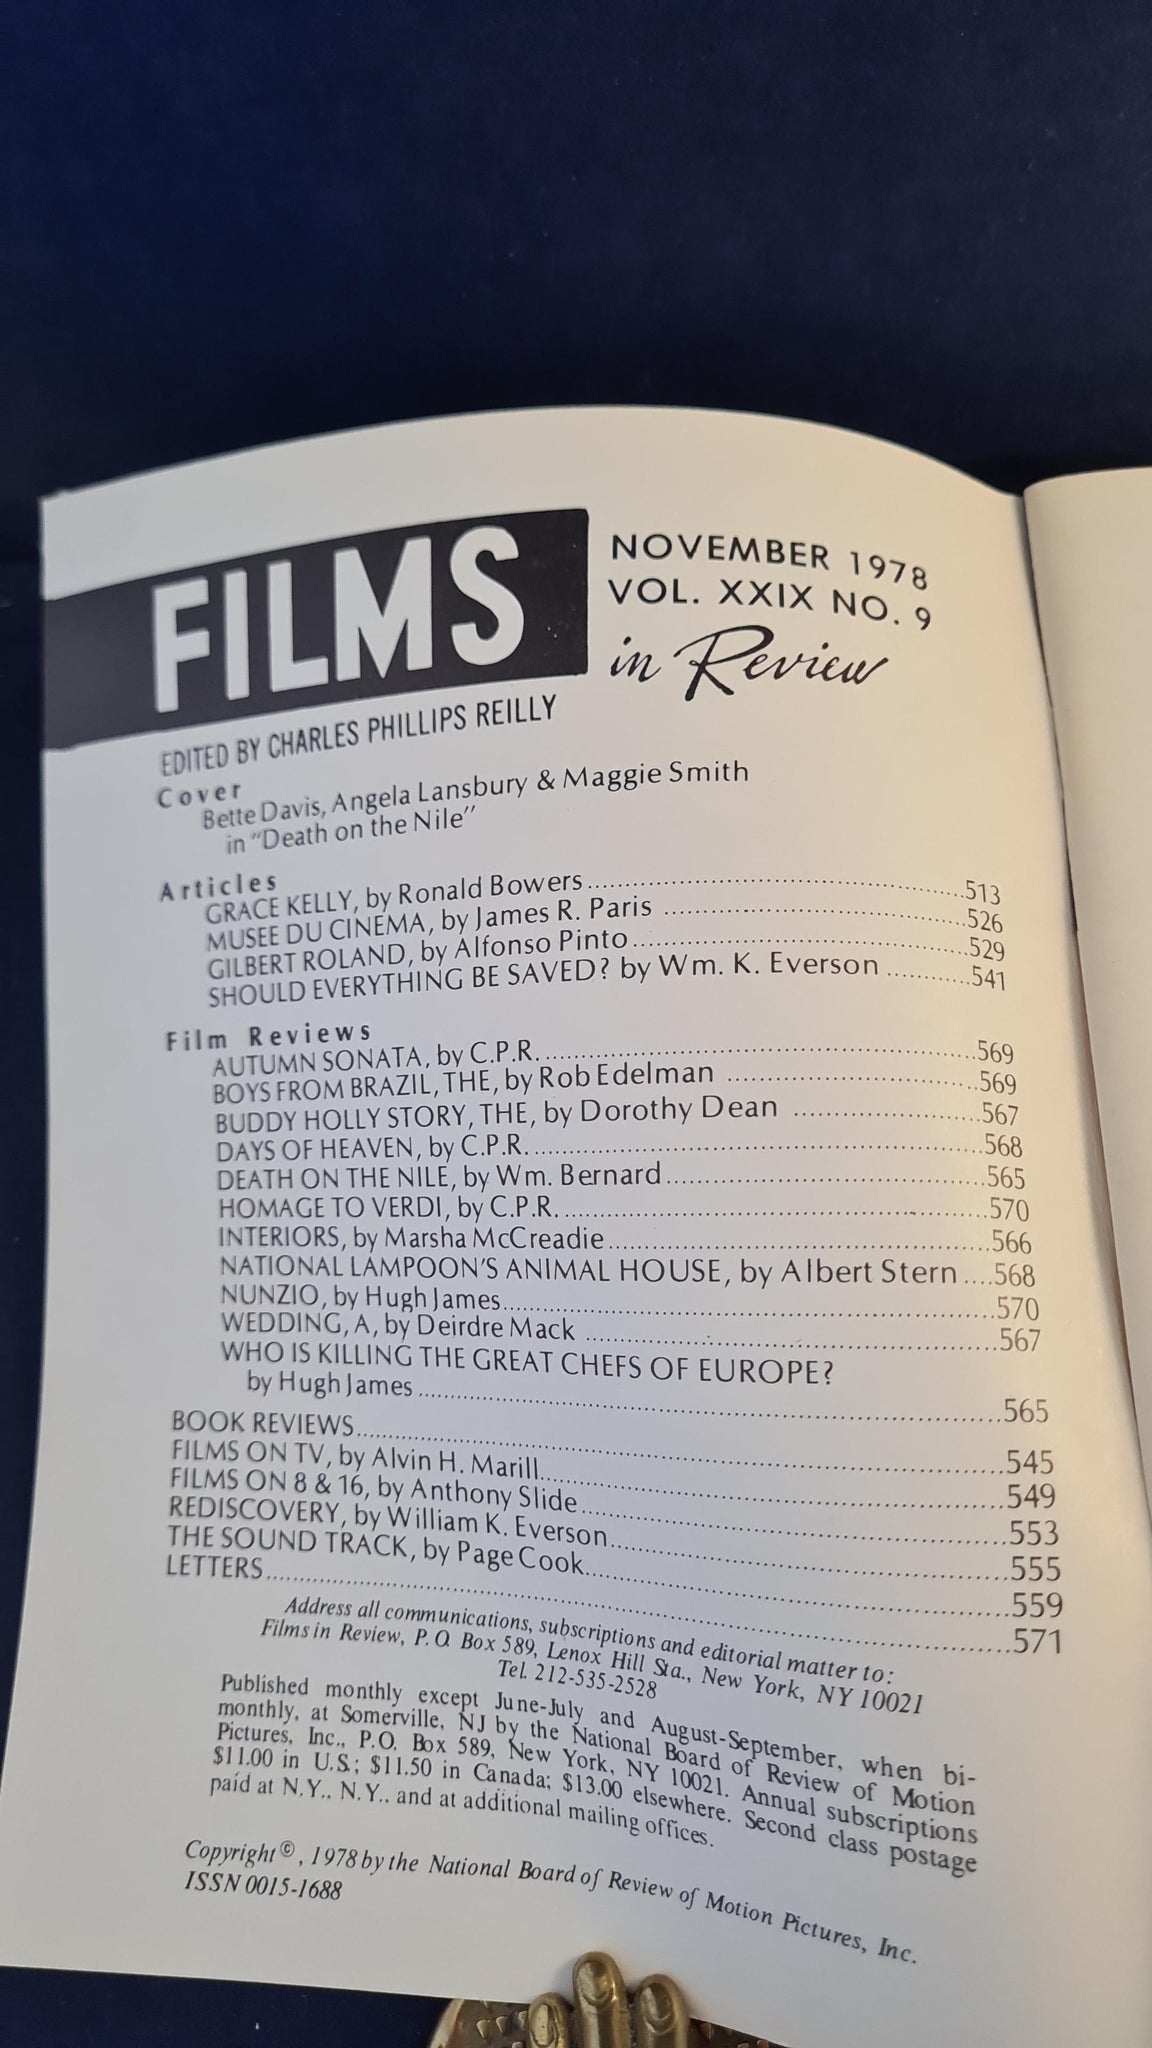 FILMS
NOVEMBER 1978
VOL. XXIX NO. 9
in Review
EDITED BY CHARLES PHILLIPS REILLY
Cover
Bette Davis, Angela Lansbury & Maggie Smith
in "Death on the Nile"
Articles
GRACE KELLY, by Ronald Bowers..........513
MUSEE DU CINEMA, by James R. Paris ..........526
GILBERT ROLAND, by Alfonso Pinto..........529
SHOULD EVERYTHING BE SAVED? by Wm. K. Everson ..........541
Film Reviews
AUTUMN SONATA, by C.P.R...........569
BOYS FROM BRAZIL, THE, by Rob Edelman ..........569
BUDDY HOLLY STORY, THE, by Dorothy Dean ..........567
DAYS OF HEAVEN, by C.P.R...........568
DEATH ON THE NILE, by Wm. Bernard..........565
HOMAGE TO VERDI, by C.P.R...........570
INTERIORS, by Marsha McCreadie..........566
NATIONAL LAMPOON'S ANIMAL HOUSE, by Albert Stern....568
NUNZIO, by Hugh James..........570
WEDDING, A, by Deirdre Mack ..........567
WHO IS KILLING THE GREAT CHEFS OF EUROPE?
by Hugh James..........565
BOOK REVIEWS..........545
FILMS ON TV, by Alvin H. Marill..........549
FILMS ON 8 & 16, by Anthony Slide..........553
REDISCOVERY, by William K. Everson..........555
THE SOUND TRACK, by Page Cook..........559
LETTERS..........571
Address all communications, subscriptions and editorial matter to:
Films in Review, P.O. Box 589, Lenox Hill Sta., New York, NY 10021
Tel. 212-535-2528
Published monthly except June-July and August-September, when bi-
monthly, at Somerville, NJ by the National Board of Review of Motion
Pictures, Inc., P.O. Box 589, New York, NY 10021. Annual subscriptions
$11.00 in U.S.; $11.50 in Canada; $13.00 elsewhere. Second class postage
paid at N.Y., N.Y., and at additional mailing offices.
Copyright ©, 1978 by the National Board of Review of Motion Pictures, Inc.
ISSN 0015-1688